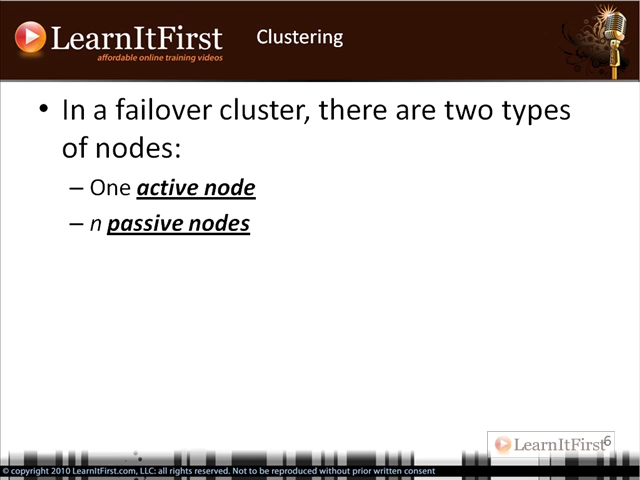 LearnItFirst
affordable online training videos
Clustering
• In a failover cluster, there are two types
of nodes:
– One active node
– n passive nodes
LearnItFirst
6
© copyright 2010 LearnItFirst.com, LLC: all rights reserved. Not to be reproduced without prior written consent